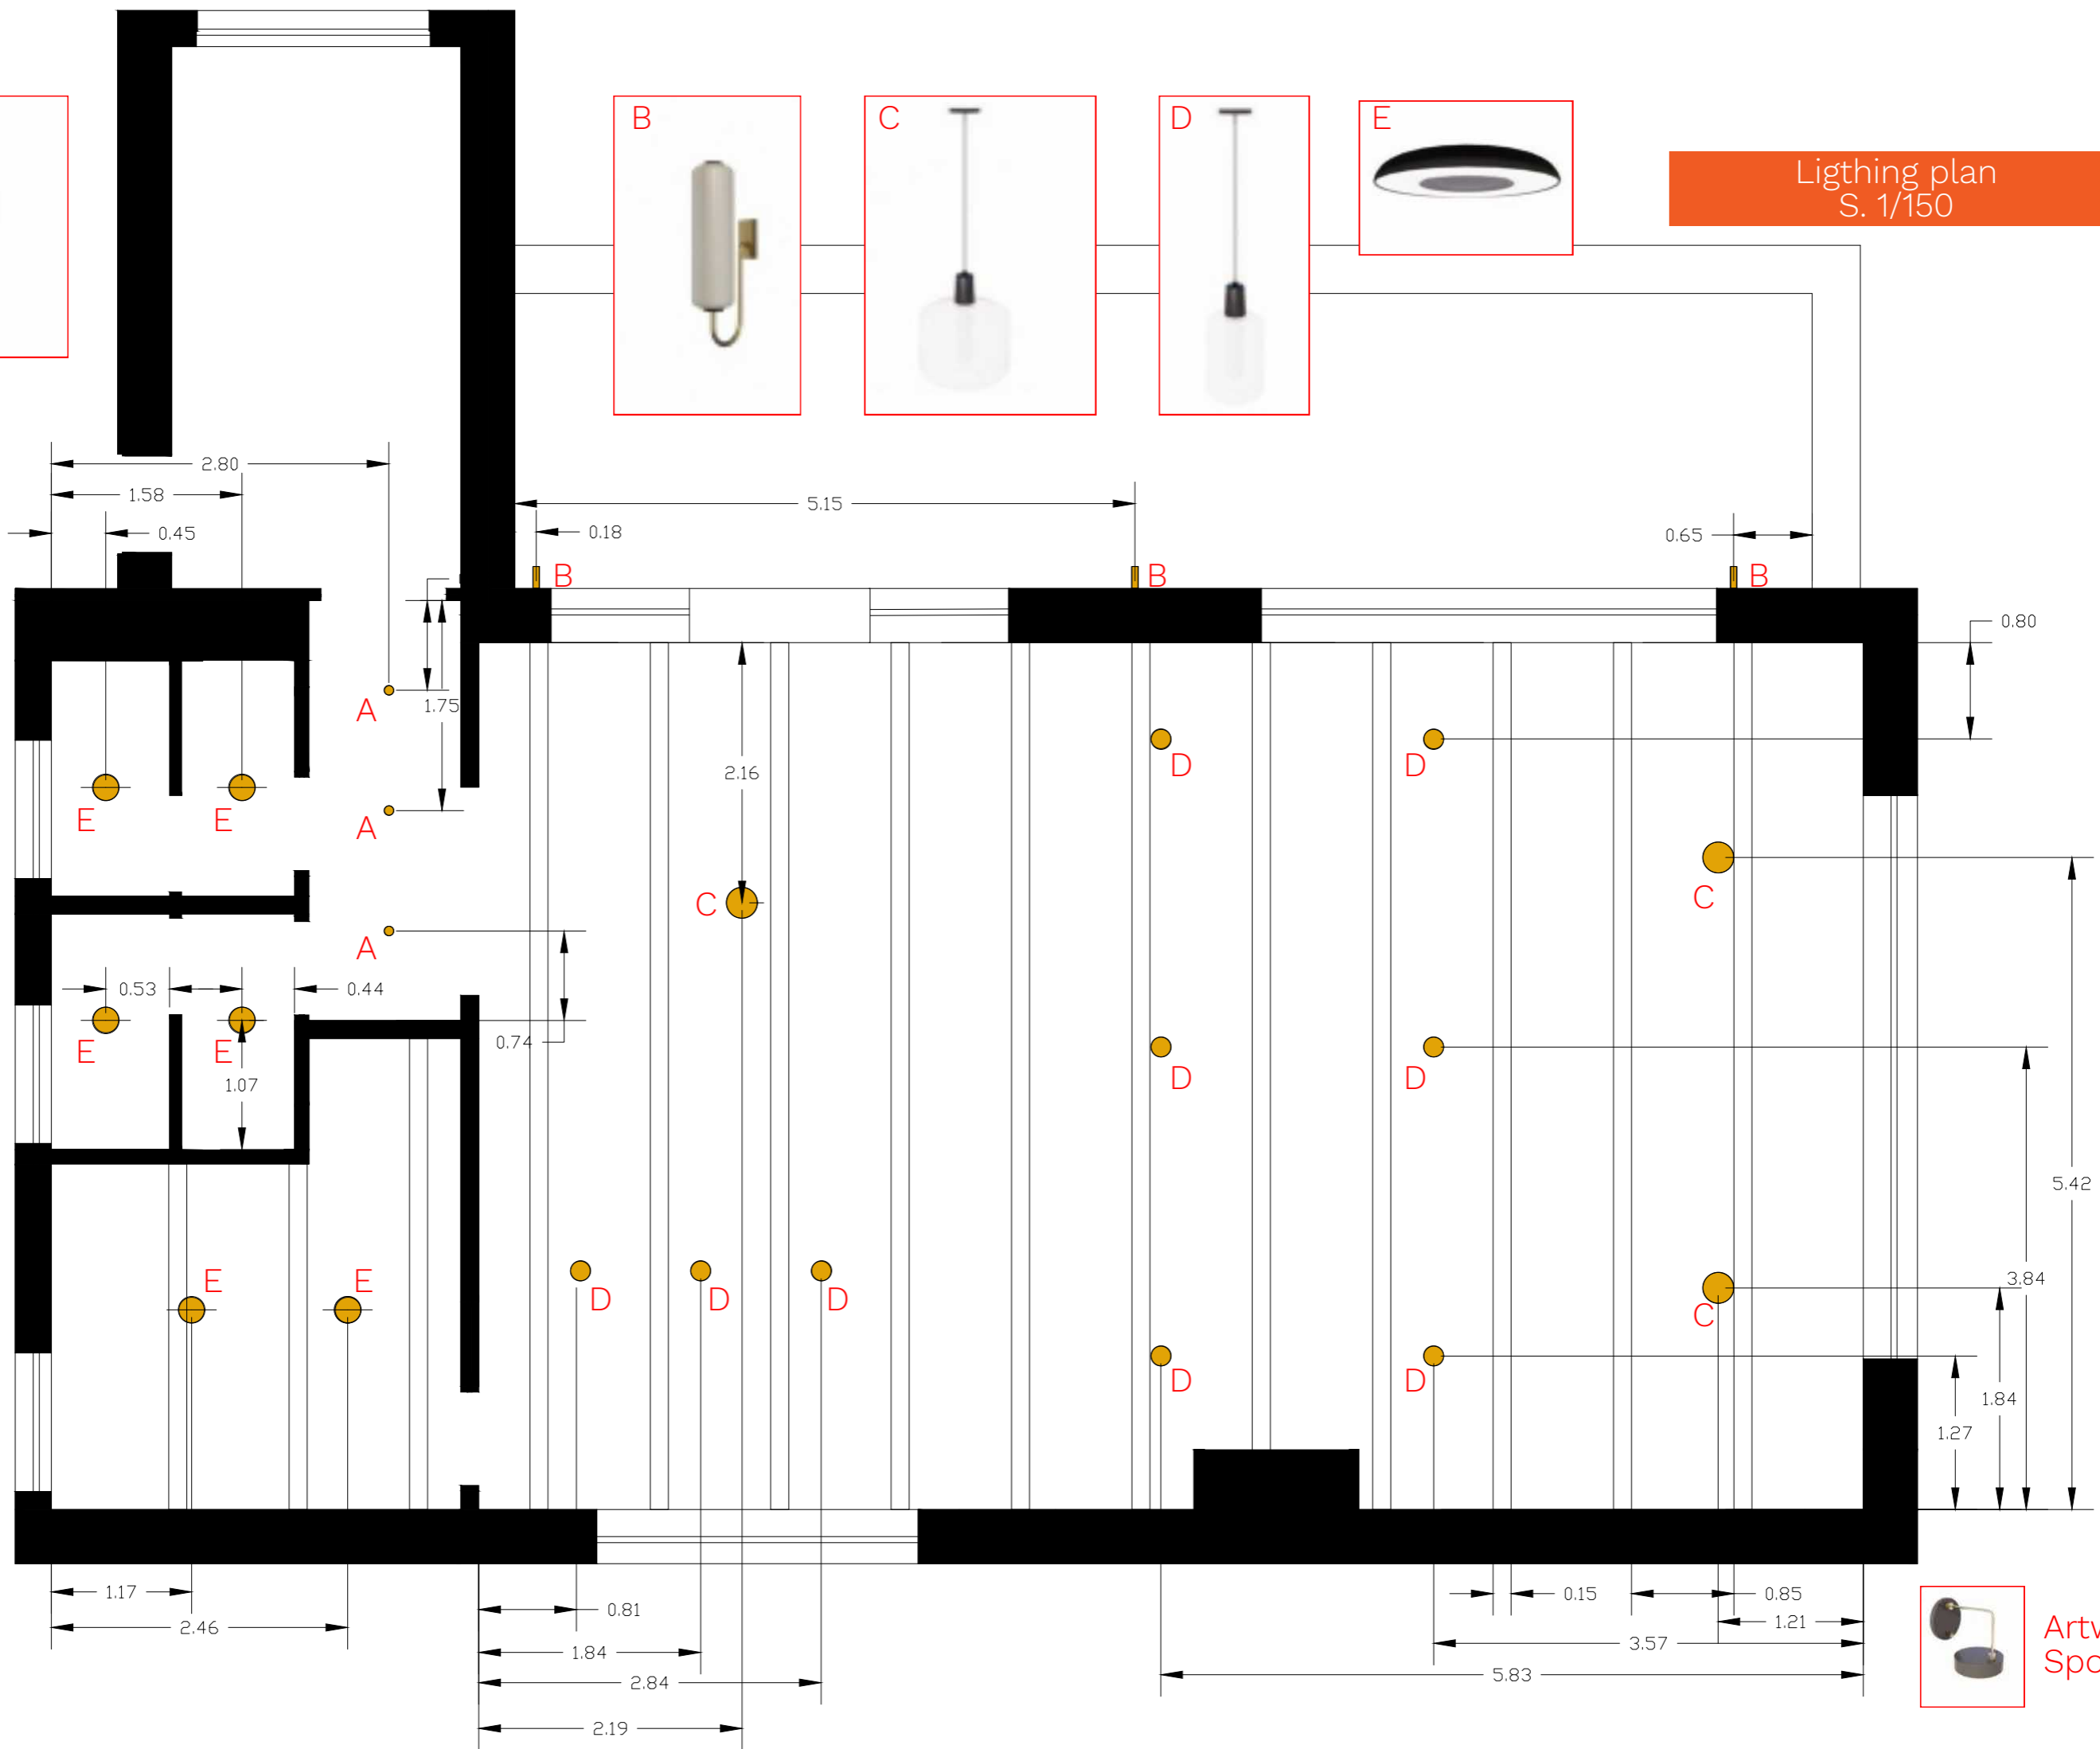 B
C
D
E
Ligthing plan
S. 1/150
2.80
1.58
5.15
0.45
0.18
0.65
B
B
B
0.80
A
1.75
D
D
2.16
E
E
A
C
C
A
0.53
0.44
0.74
E
E
D
D
1.07
5.42
E
E
3.84
D
D
D
C
D
D
1.84
1.27
1.17
0.15
0.85
0.81
1.21
2.46
3.57
1.84
5.83
2.84
2.19